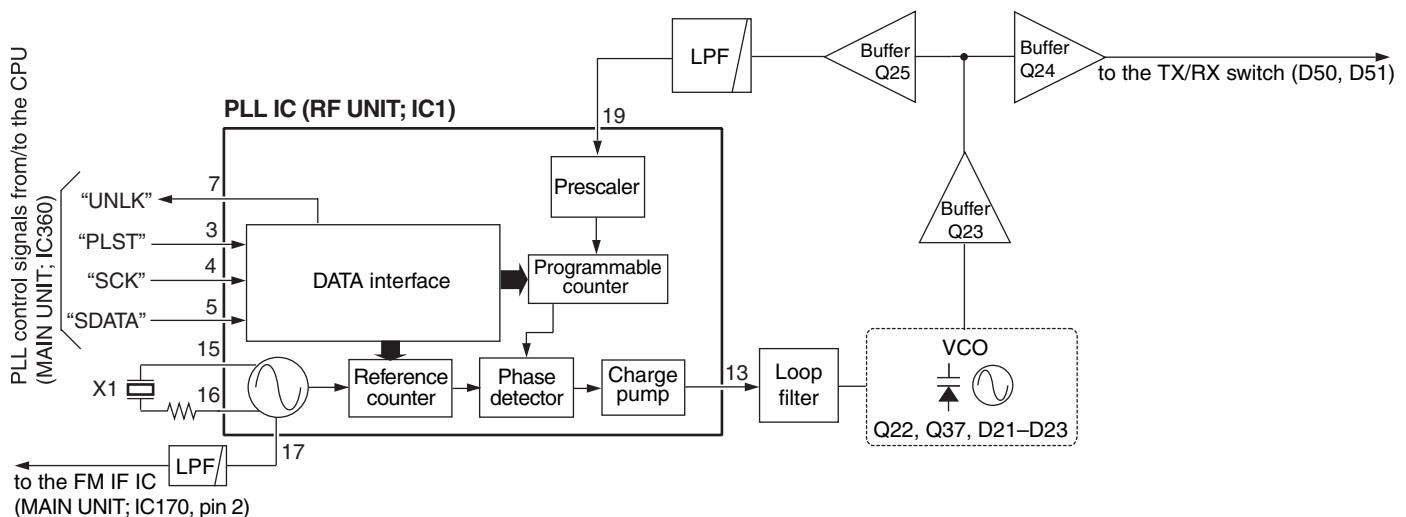 PLL control signals from/to the CPU
(MAIN UNIT; IC360)
LPF
Buffer
Q25
Buffer
Q24
to the TX/RX switch (D50, D51)
PLL IC (RF UNIT; IC1)
19
7
“UNLK”
Prescaler
Buffer
Q23
“PLST”
3
“SCK”
4
DATA interface
Programmable
counter
“SDATA”
5
15
X1
16
Reference
counter
Phase
detector
Charge
pump
13
Loop
filter
VCO
Q22, Q37, D21–D23
17
LPF
to the FM IF IC
(MAIN UNIT; IC170, pin 2)